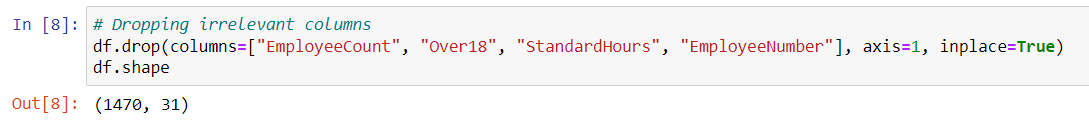 In [8]: # Dropping irrelevant columns
df.drop(columns=["EmployeeCount", "Over18", "StandardHours", "EmployeeNumber"], axis=1, inplace=True)
df.shape
Out[8]: (1470, 31)